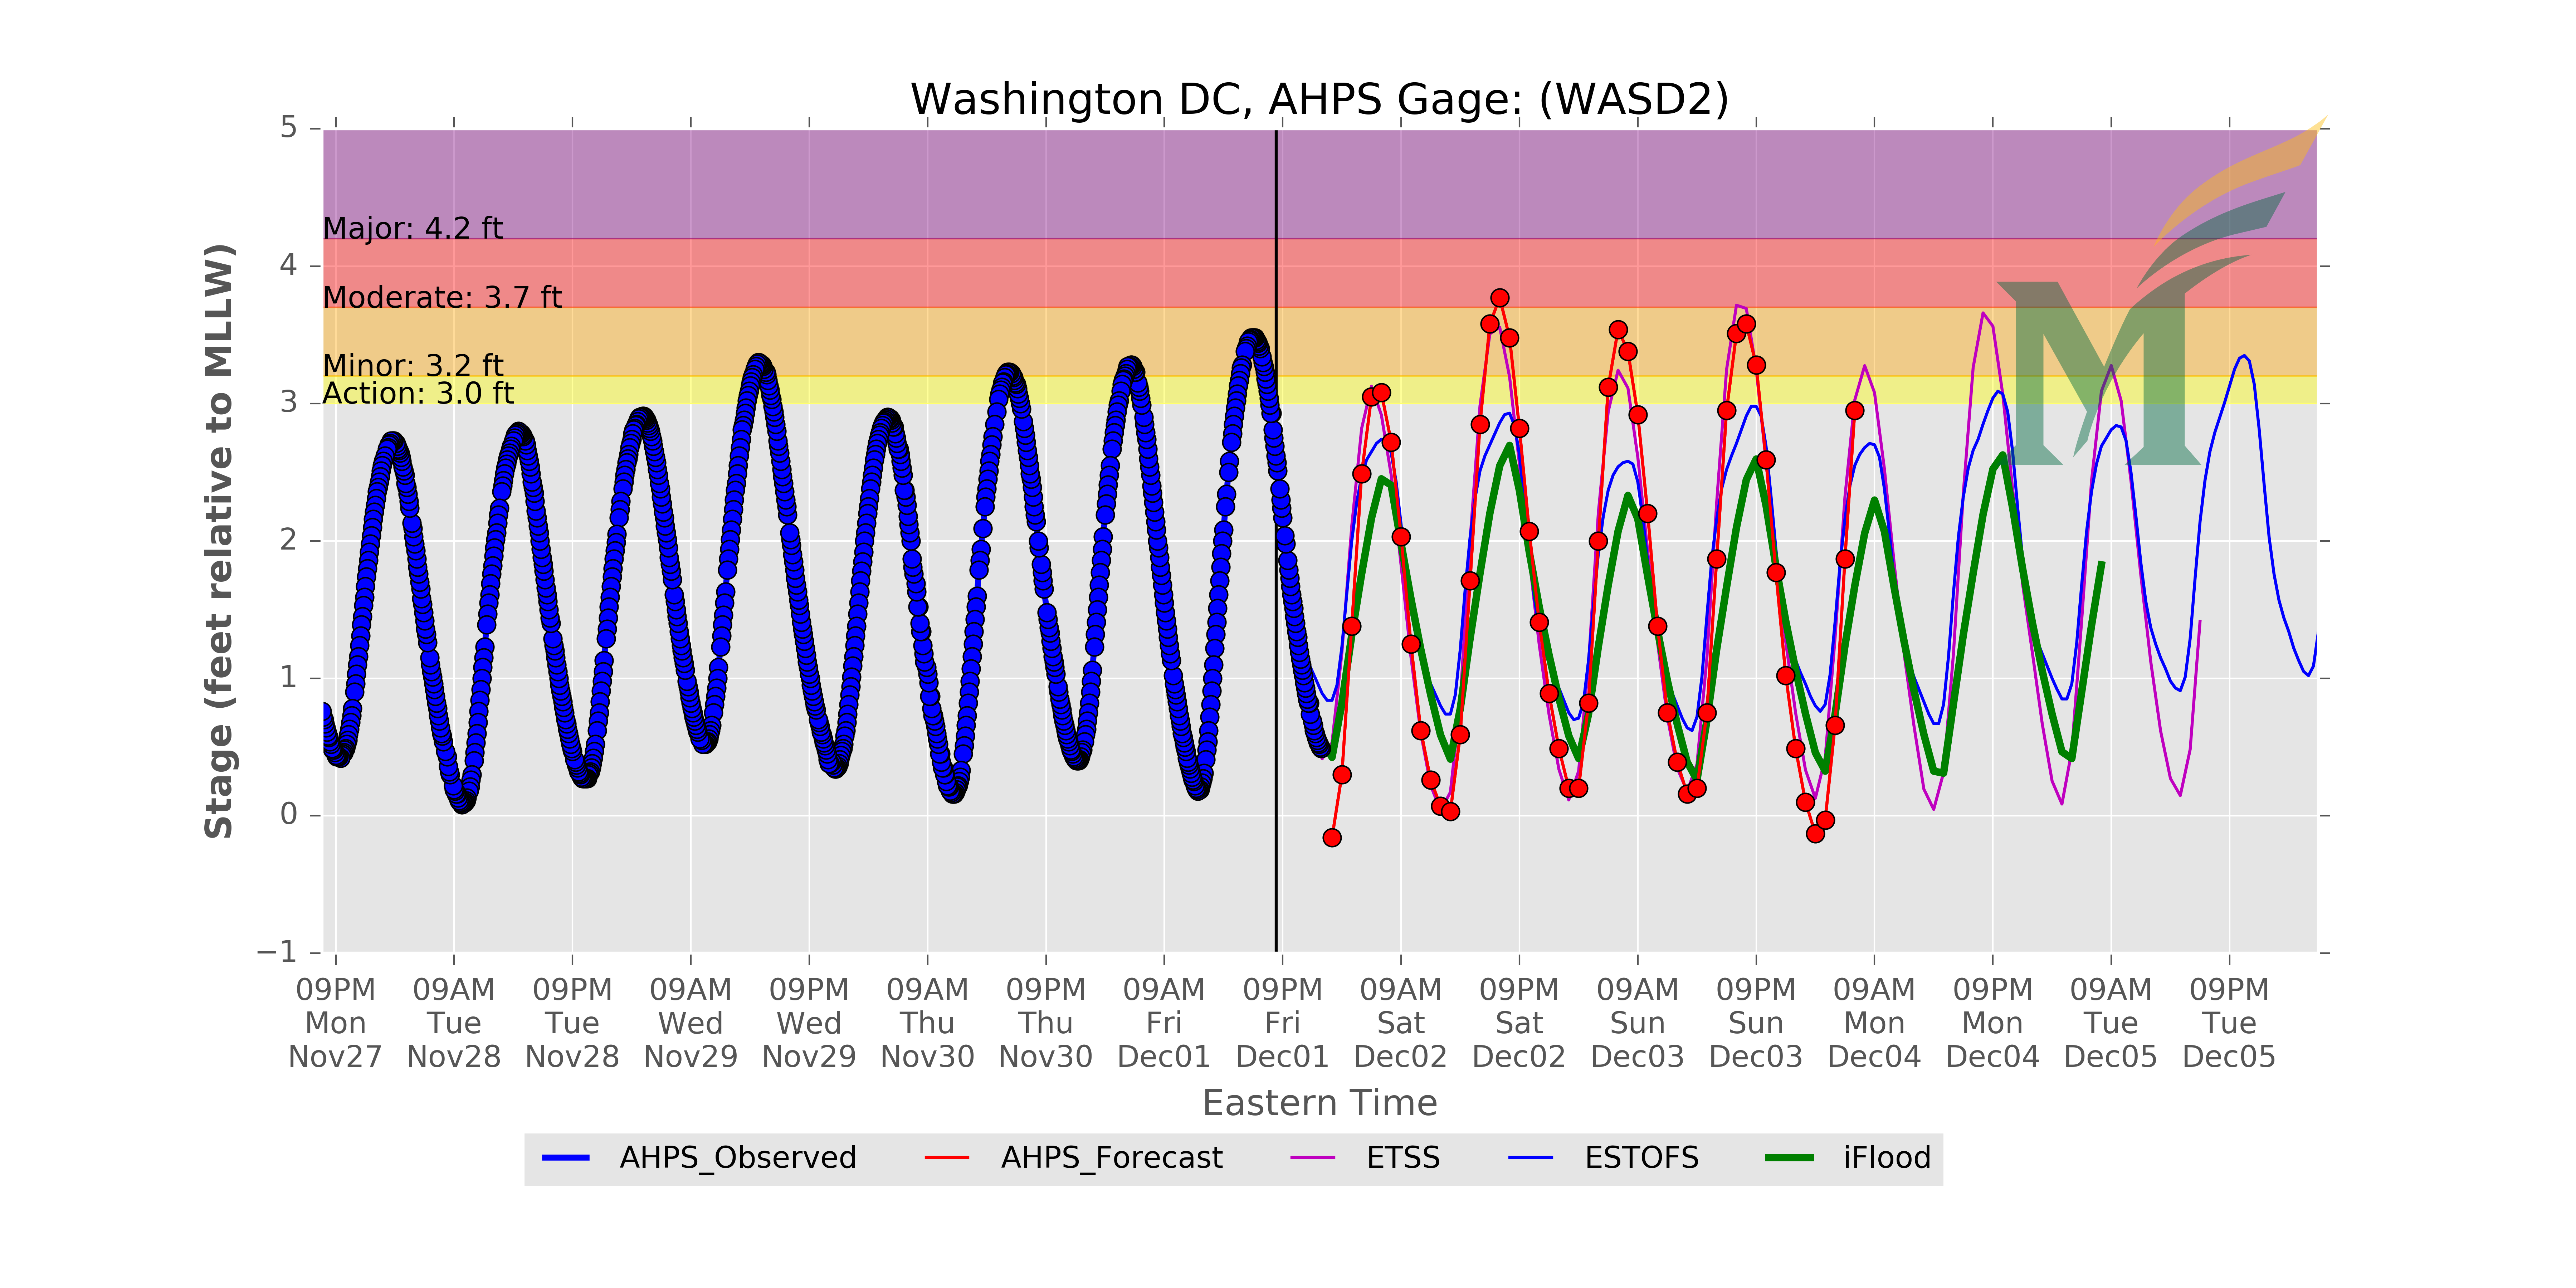 Washington DC, AHPS Gage: (WASD2)
Stage (feet relative to MLLW)
5
4
3
2
1
0
−1
Major: 4.2 ft
Moderate: 3.7 ft
Minor: 3.2 ft
Action: 3.0 ft
M
09PM 09AM 09PM 09AM 09PM 09AM 09PM 09AM 09PM 09AM 09PM 09AM 09PM 09AM 09PM 09AM 09PM
Mon Tue Tue Wed Wed Thu Thu Fri Fri Sat Sat Sun Sun Mon Mon Tue Tue
Nov27 Nov28 Nov28 Nov29 Nov29 Nov30 Nov30 Dec01 Dec01 Dec02 Dec02 Dec03 Dec03 Dec04 Dec04 Dec05 Dec05
Eastern Time
AHPS_Observed AHPS_Forecast ETSS ESTOFS iFlood